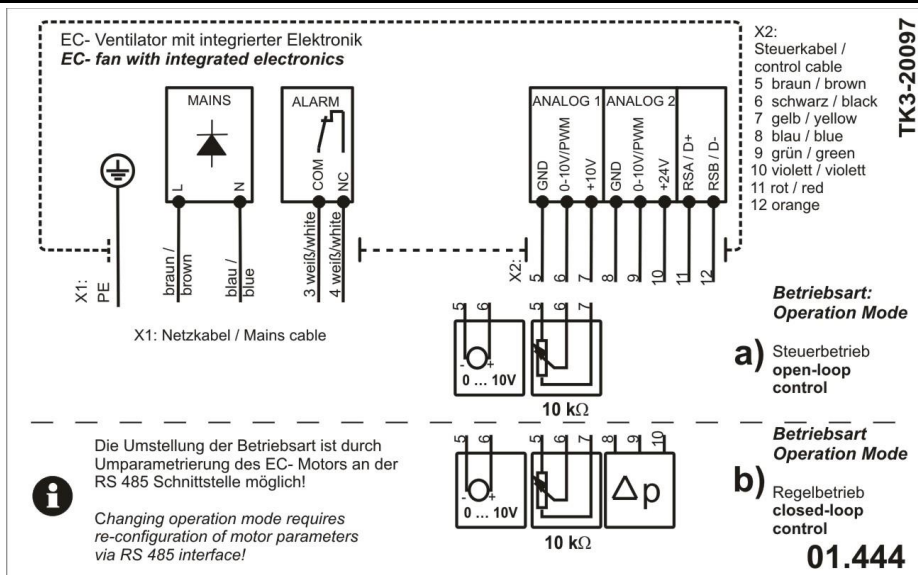 EC- Ventilator mit integrierter Elektronik
EC- fan with integrated electronics
MAINS
L
N
ALARM
COM
NC
X1:
PE
braun /
brown
blau /
blue
3 weiß/white
4 weiß/white
X1: Netzkabel / Mains cable
ANALOG 1
ANALOG 2
GND
0-10V/PWM
+10V
GND
0-10V/PWM
+24V
RSA / D+
RSB / D-
X2:
5
6
7
8
9
10
11
12
X2:
Steuerkabel /
control cable
5 braun / brown
6 schwarz / black
7 gelb / yellow
8 blau / blue
9 grün / green
10 violett / violett
11 rot / red
12 orange
TK3-20097
5
6
- +
0 ... 10V
5
6
7
10 kΩ
Betriebsart:
Operation Mode
a)
Steuerbetrieb
open-loop
control
i
Die Umstellung der Betriebsart ist durch
Umparametrierung des EC- Motors an der
RS 485 Schnittstelle möglich!
Changing operation mode requires
re-configuration of motor parameters
via RS 485 interface!
5
6
- +
0 ... 10V
5
6
7
10 kΩ
8
9
10
Δp
Betriebsart
Operation Mode
b)
Regelbetrieb
closed-loop
control
01.444